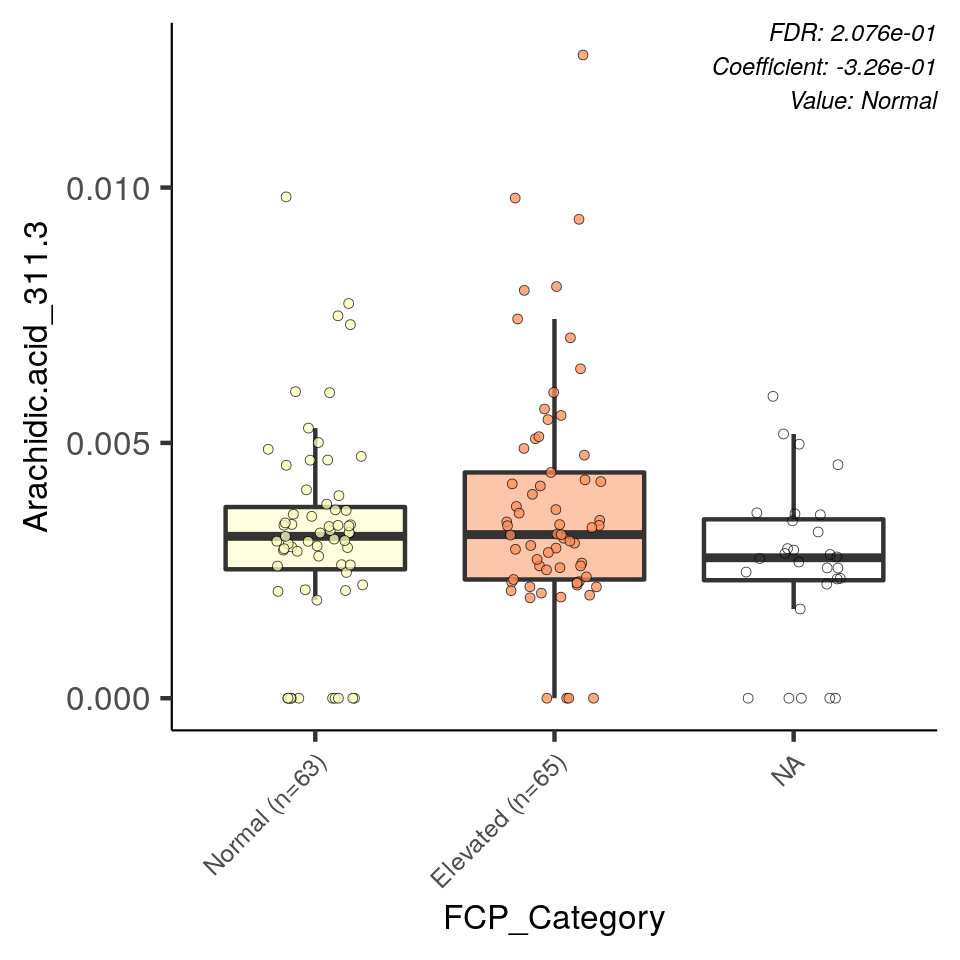 FDR: 2.076e-01
Coefficient: -3.26e-01
Value: Normal
Arachidic.acid_311.3
0.010
0.005
0.000
Normal (n=63)
Elevated (n=65)
NA
FCP_Category